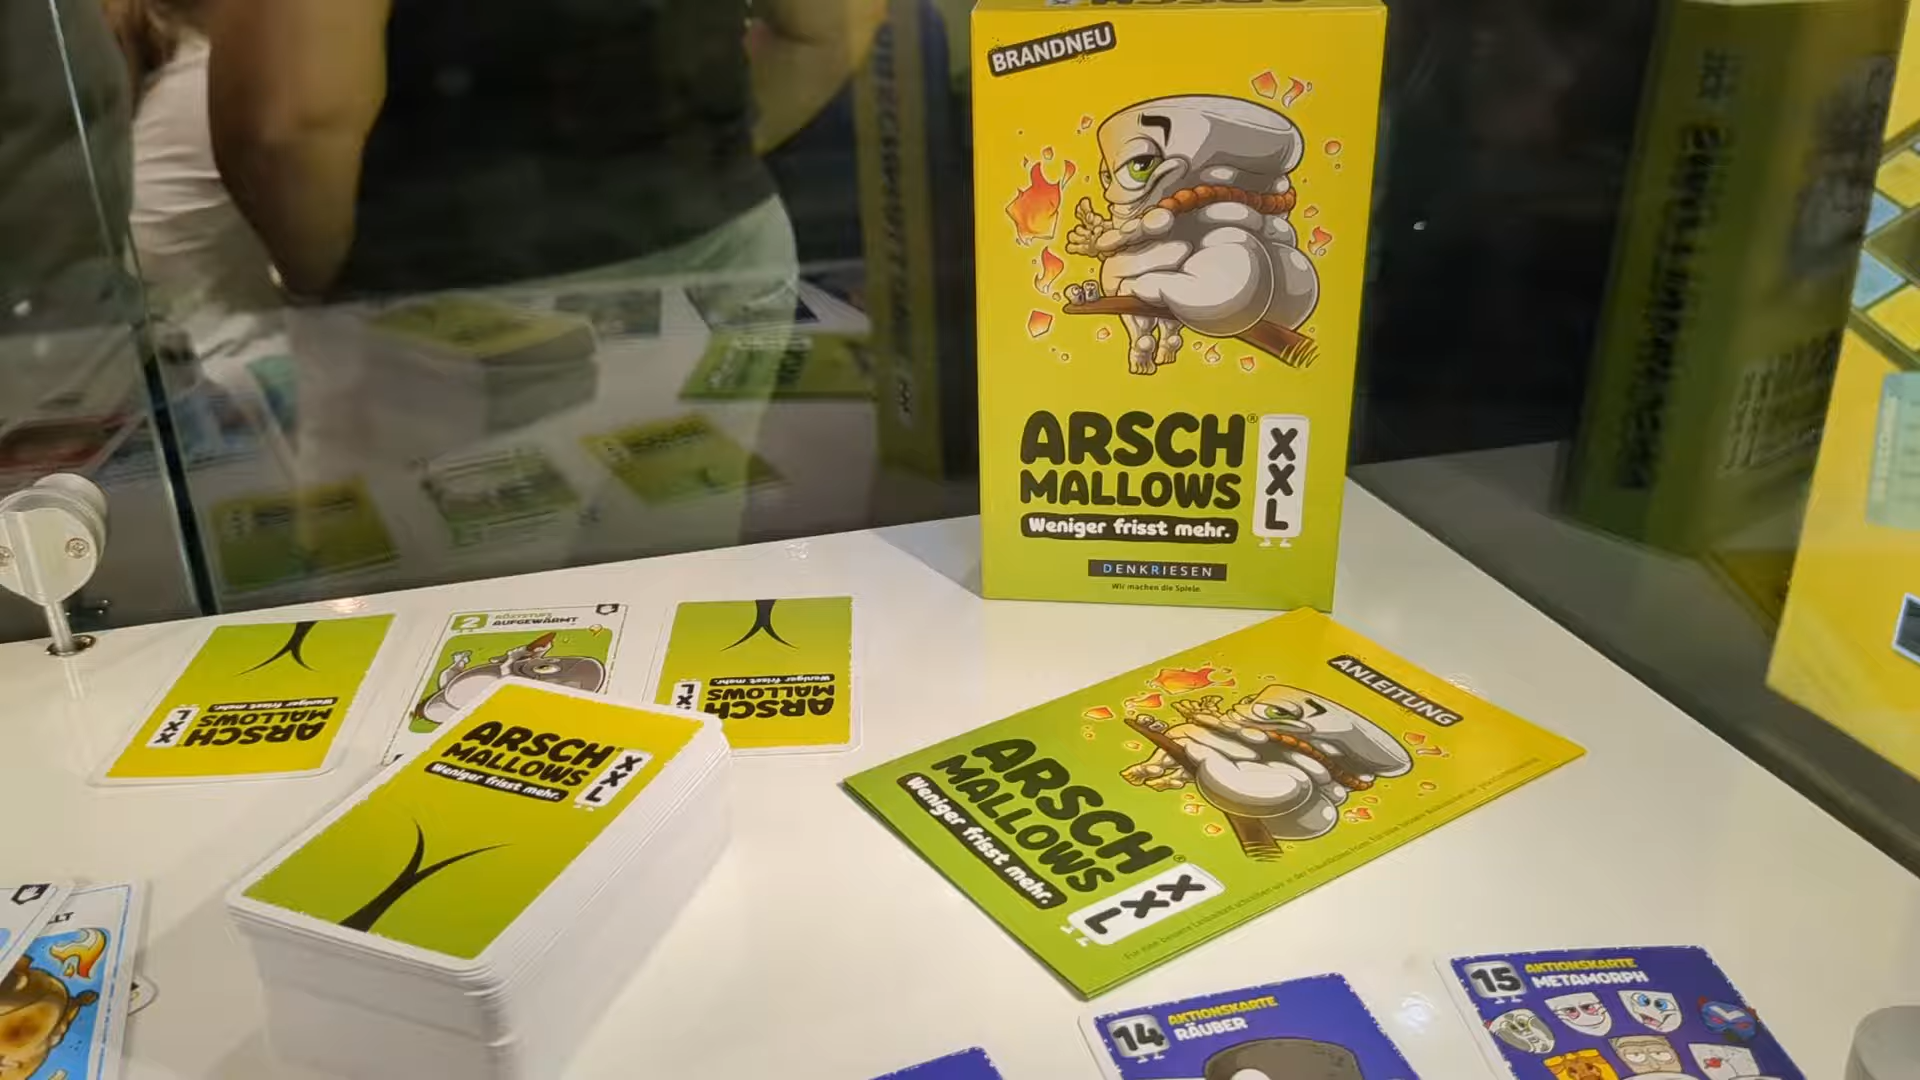 BRANDNEU
ARSCH®
MALLOWS
XXL
Weniger frisst mehr.
DENKRIESEN
Wir machen die Spiele.
2 RÖSTSTUFE
AUFGEWÄRMT
ARSCH
MALLOWS
XXL
Weniger frisst mehr.
ARSCH
MALLOWS
XXL
Weniger frisst mehr.
ARSCH®
MALLOWS
XXL
Weniger frisst mehr.
ANLEITUNG
ARSCH®
MALLOWS
XXL
Weniger frisst mehr.
14 AKTIONSKARTE
RÄUBER
15 AKTIONSKARTE
METAMORPH